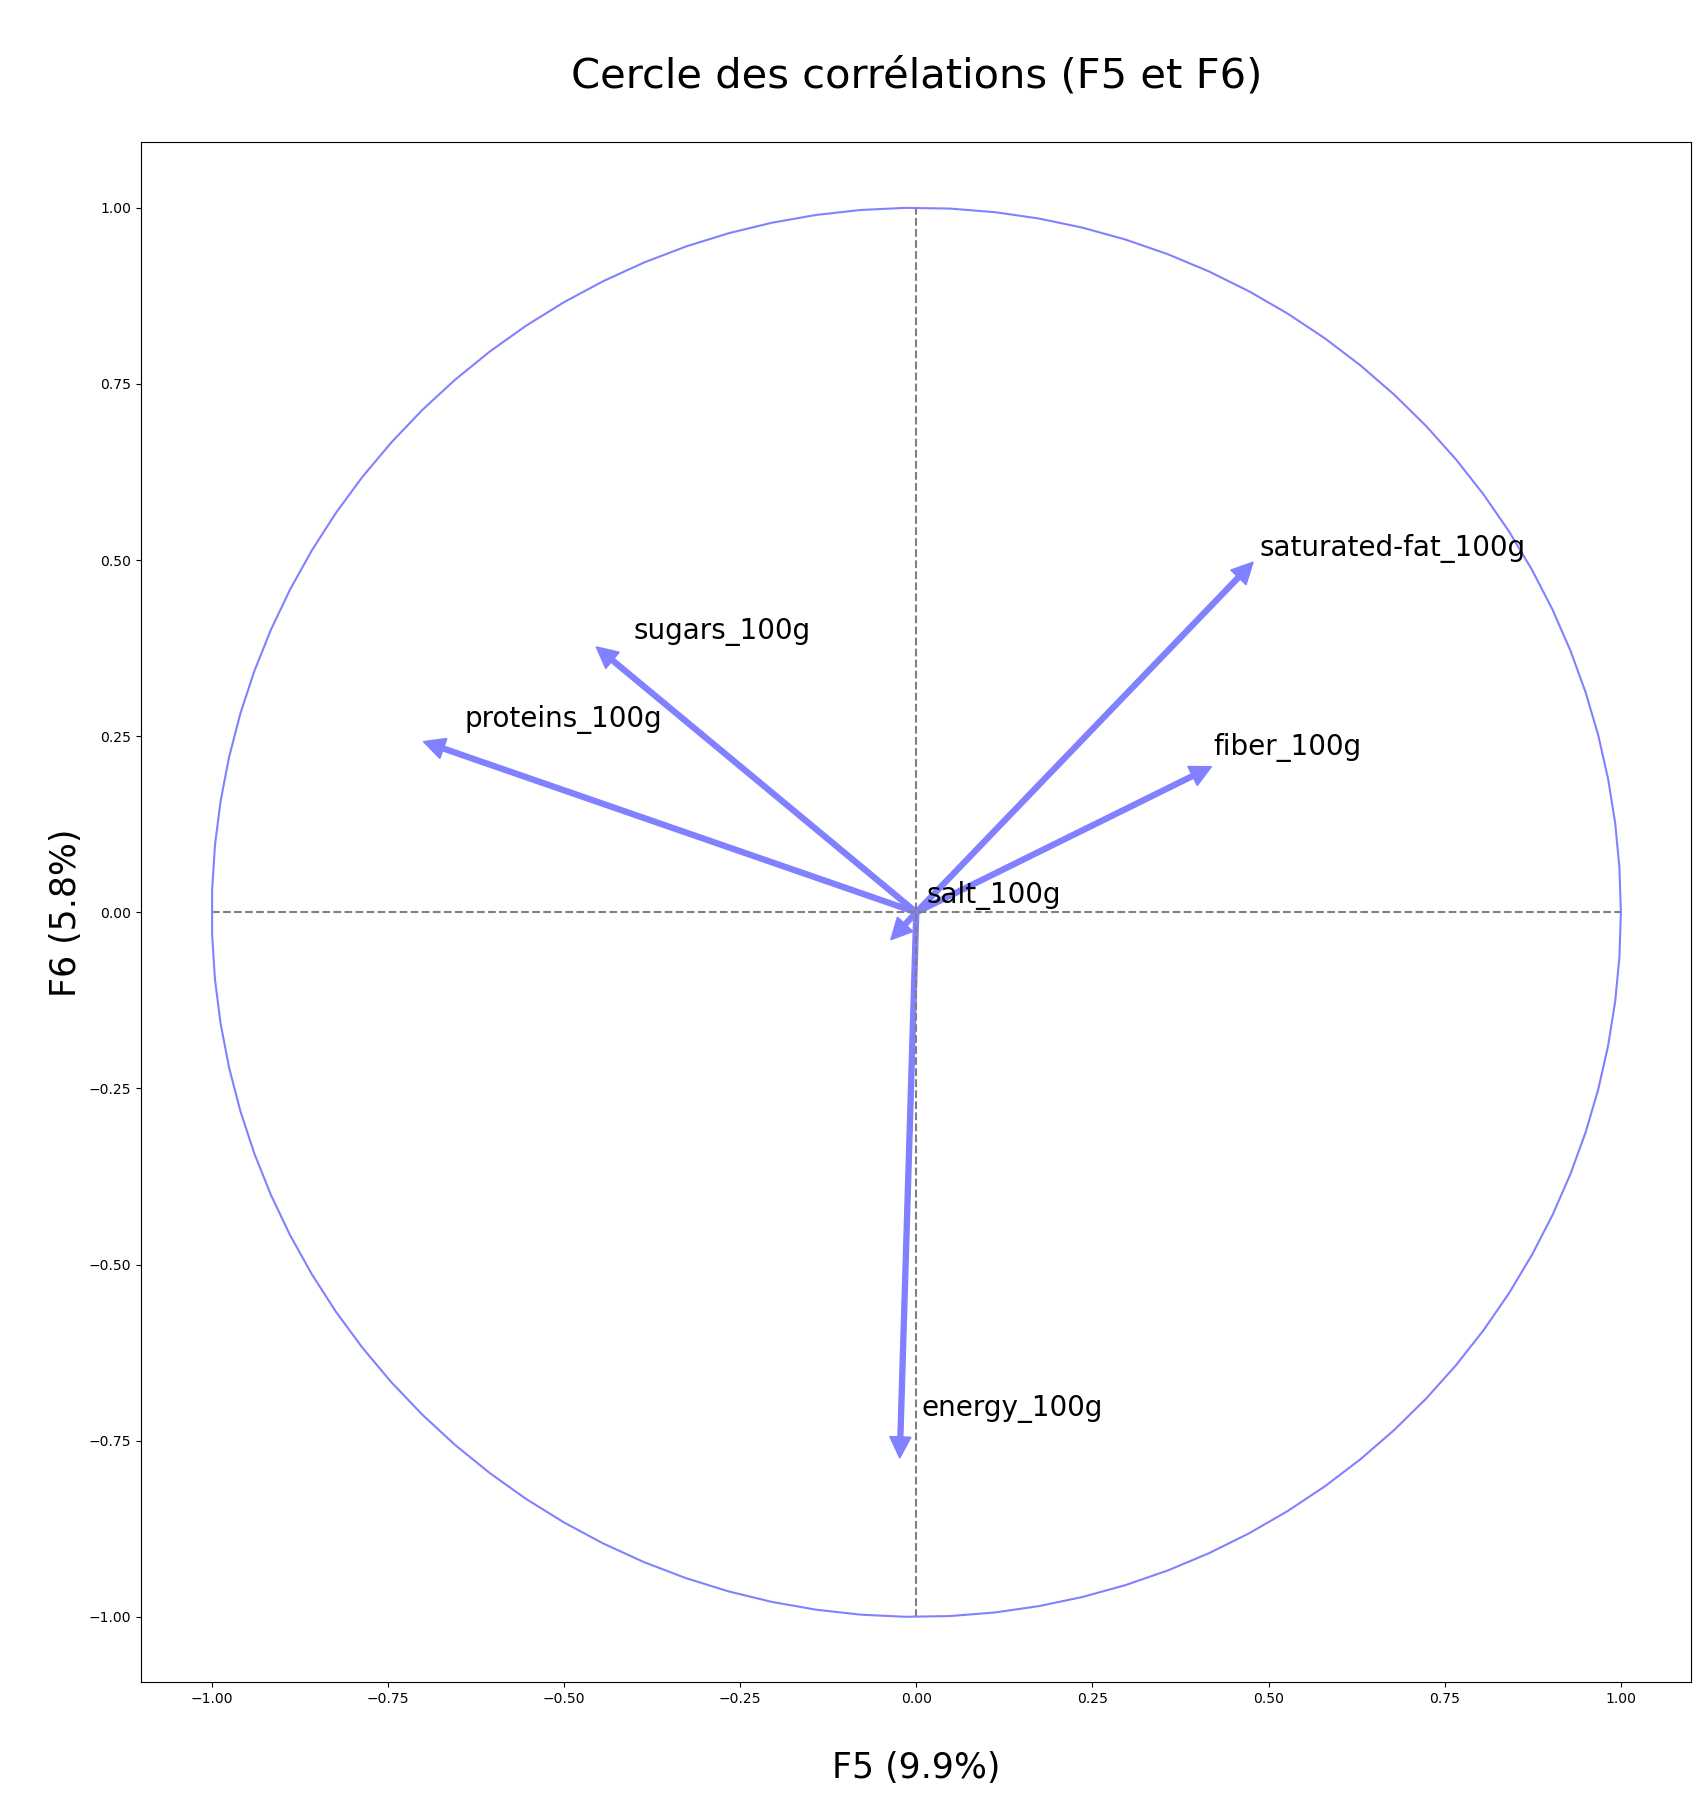 Cercle des corrélations (F5 et F6)
1.00
0.75
0.50
0.25
0.00
−0.25
−0.50
−0.75
−1.00
F6 (5.8%)
saturated-fat_100g
sugars_100g
proteins_100g
fiber_100g
salt_100g
energy_100g
−1.00 −0.75 −0.50 −0.25 0.00 0.25 0.50 0.75 1.00
F5 (9.9%)